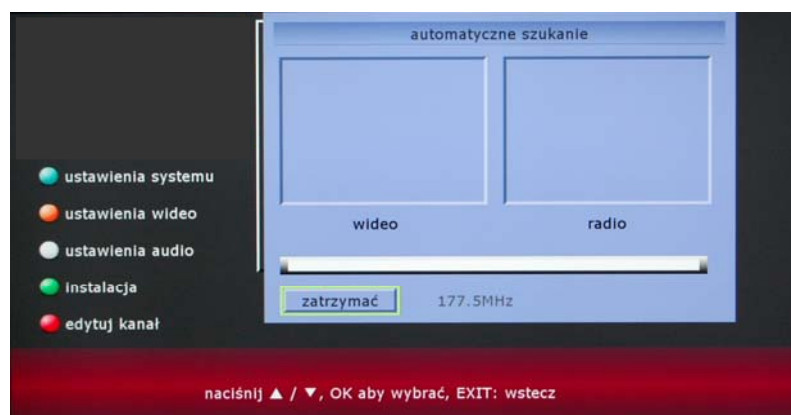 automatyczne szukanie
ustawienia systemu
ustawienia wideo
ustawienia audio
instalacja
edytuj kanał
wideo
radio
zatrzymać
177.5MHz
naciśnij ▲ / ▼, OK aby wybrać, EXIT: wstecz